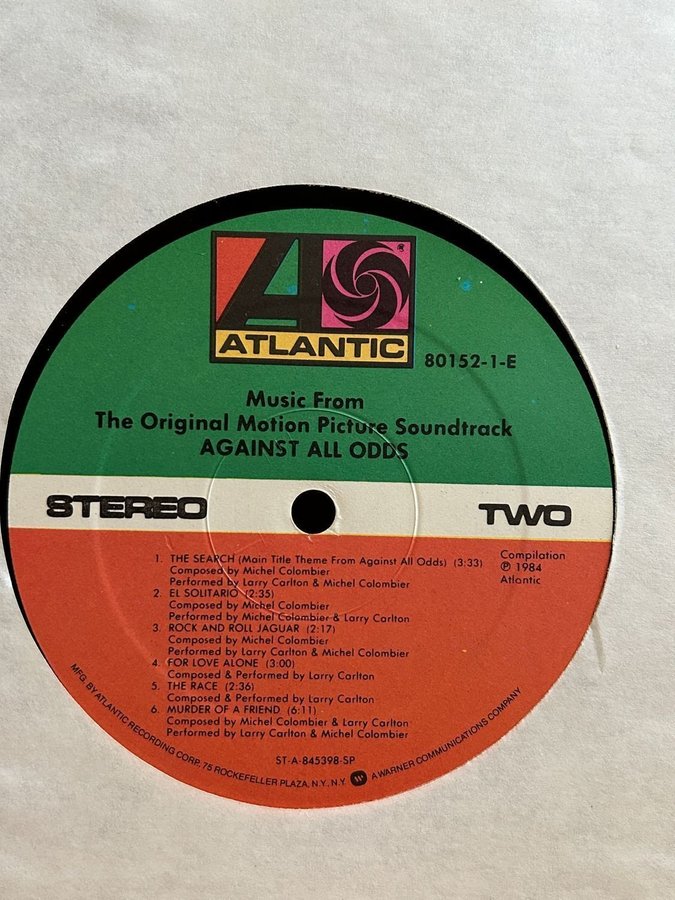 ATLANTIC
®
80152-1-E
Music From
The Original Motion Picture Soundtrack
AGAINST ALL ODDS
STEREO
TWO
1. THE SEARCH (Main Title Theme From Against All Odds) (3:33)
Composed by Michel Colombier
Performed by Larry Carlton & Michel Colombier
2. EL SOLITARIO (2:35)
Composed by Michel Colombier
Performed by Michel Colombier & Larry Carlton
3. ROCK AND ROLL JAGUAR (2:17)
Composed by Michel Colombier
Performed by Larry Carlton & Michel Colombier
4. FOR LOVE ALONE (3:00)
Composed & Performed by Larry Carlton
5. THE RACE (2:36)
Composed & Performed by Larry Carlton
6. MURDER OF A FRIEND (6:11)
Composed by Michel Colombier & Larry Carlton
Performed by Larry Carlton & Michel Colombier
Compilation
℗ 1984
Atlantic
ST-A-845398-SP
MFG. BY ATLANTIC RECORDING CORP., 75 ROCKEFELLER PLAZA, N.Y., N.Y. A WARNER COMMUNICATIONS COMPANY